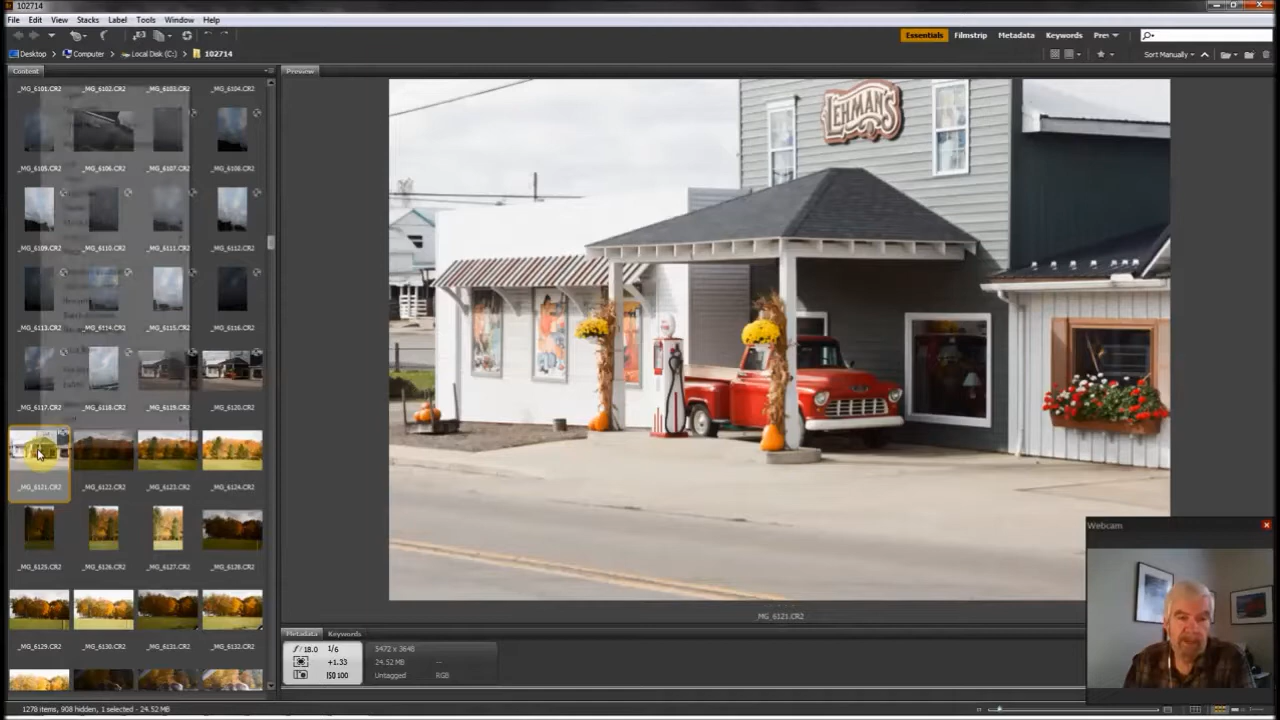 Br 102714
File Edit View Stacks Label Tools Window Help
Essentials Filmstrip Metadata Keywords
Desktop Computer Local Disk (C:) 102714
Sort Manually
Content
Preview
_MG_6101.CR2 _MG_6102.CR2 _MG_6103.CR2 _MG_6104.CR2
_MG_6105.CR2 _MG_6106.CR2 _MG_6107.CR2 _MG_6108.CR2
_MG_6109.CR2 _MG_6110.CR2 _MG_6111.CR2 _MG_6112.CR2
_MG_6113.CR2 _MG_6114.CR2 _MG_6115.CR2 _MG_6116.CR2
_MG_6117.CR2 _MG_6118.CR2 _MG_6119.CR2 _MG_6120.CR2
_MG_6121.CR2 _MG_6122.CR2 _MG_6123.CR2 _MG_6124.CR2
_MG_6125.CR2 _MG_6126.CR2 _MG_6127.CR2 _MG_6128.CR2
_MG_6129.CR2 _MG_6130.CR2 _MG_6131.CR2 _MG_6132.CR2
LEHMAN'S
_MG_6121.CR2
Webcam
Metadata Keywords
f/ 18.0 1/6
+1.33
ISO 100
5472 x 3648
24.52 MB --
Untagged RGB
1278 items, 908 hidden, 1 selected - 24.52 MB